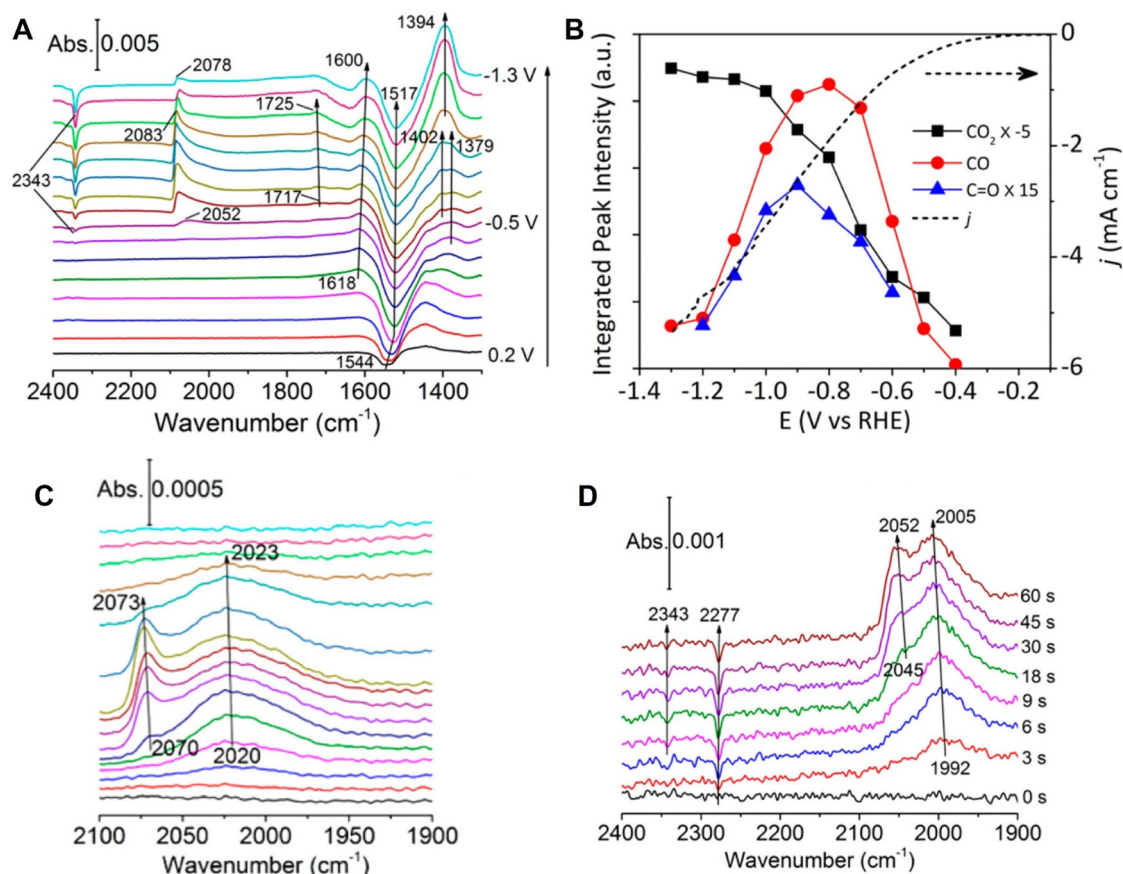 A
Abs. 0.005
1394
2078
1600
-1.3 V
1725
1517
2083
1402
1379
2343
1717
2052
-0.5 V
1618
1544
0.2 V
2400 2200 2000 1800 1600 1400
Wavenumber (cm⁻¹)
B
Integrated Peak Intensity (a.u.)
CO₂ X -5
CO
C=O X 15
j
0
-2
-4
-6
j (mA cm⁻¹)
-1.4 -1.2 -1.0 -0.8 -0.6 -0.4 -0.2
E (V vs RHE)
C
Abs. 0.0005
2023
2073
2070
2020
2100 2050 2000 1950 1900
Wavenumber (cm⁻¹)
D
Abs. 0.001
2052
2005
2343
2277
60 s
45 s
30 s
2045
18 s
9 s
6 s
1992
3 s
0 s
2400 2300 2200 2100 2000 1900
Wavenumber (cm⁻¹)